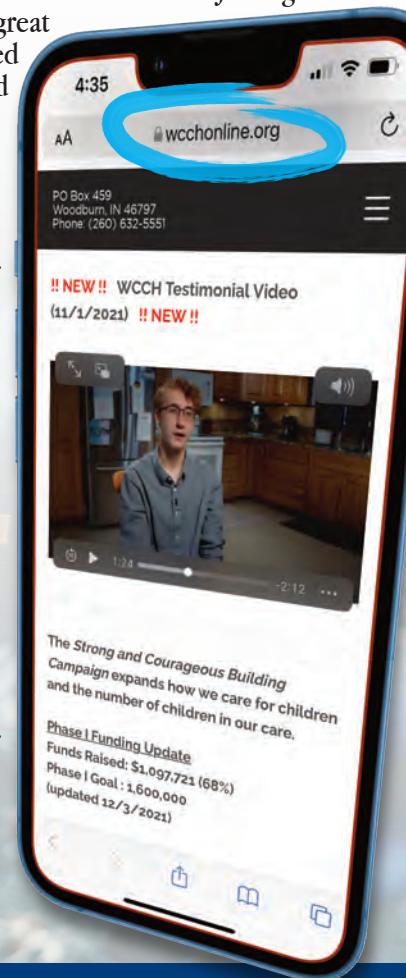 great
4:35
AA
wcchonline.org
PO Box 459
Woodburn, IN 46797
Phone: (260) 632-5551
!! NEW !! WCCH Testimonial Video
(11/1/2021) !! NEW !!
1:24
-2:12
The Strong and Courageous Building
Campaign expands how we care for children
and the number of children in our care.
Phase I Funding Update
Funds Raised: $1,097,721 (68%)
Phase I Goal : 1,600,000
(updated 12/3/2021)